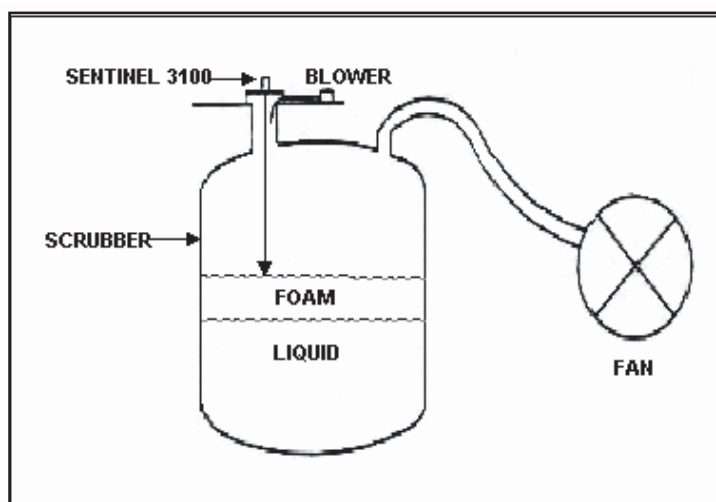 SENTINEL 3100
BLOWER
SCRUBBER
FOAM
LIQUID
FAN